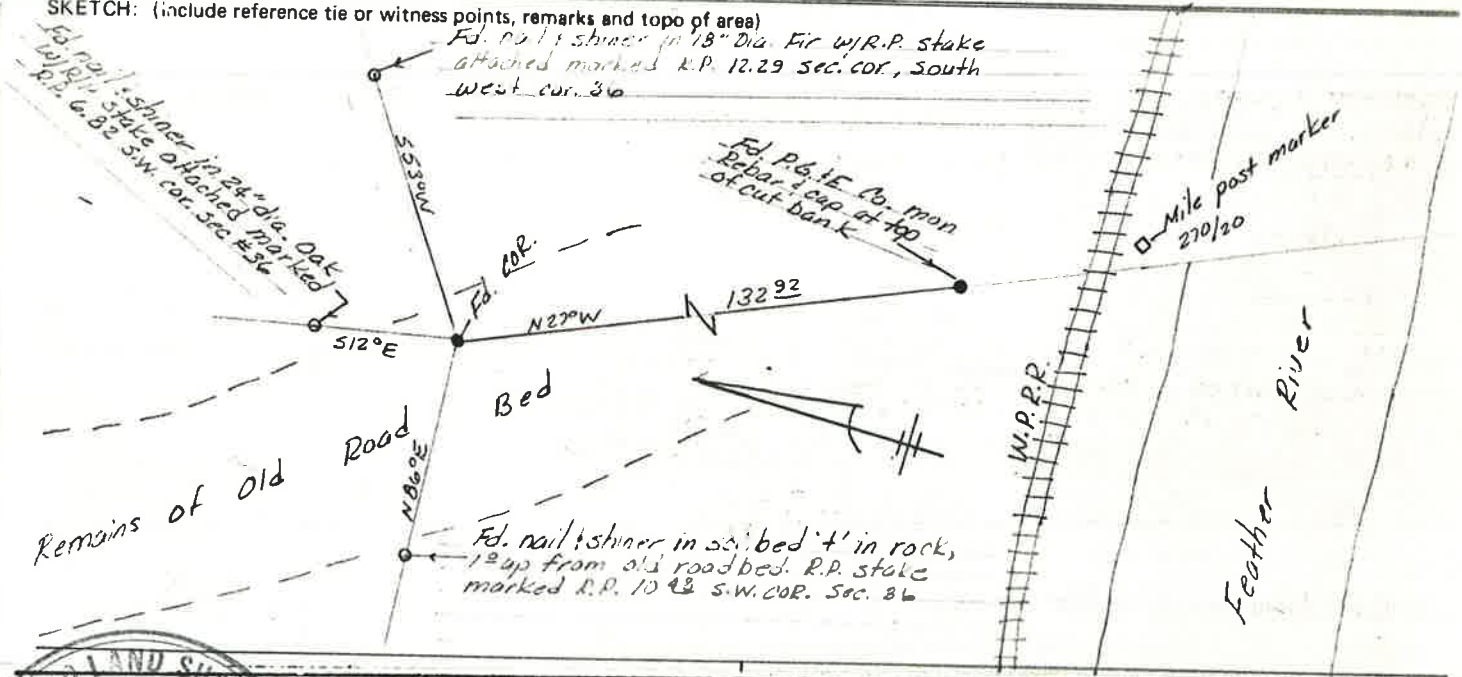 SKETCH: (include reference tie or witness points, remarks and topo of area)
Fd. nail & shiner in 18" Dia. Fir w/R.P. stake
attached marked R.P. 12.29 sec. cor., south
west cor. 36
Fd. nail & shiner in 24" dia. Oak
W/R.P. stake attached marked
R.P. 6.82 S.W. cor. sec #36
S53°W
Fd. P.G.&E. Co. mon
Rebar & cap at top
of cut bank
Mile post marker
270/20
Fd. COR.
S12°E
N27°W
132 92
W.P.R.R.
Feather River
Remains of Old Road Bed
N86°E
Fd. nail & shiner in scribed '+' in rock,
1° up from old roadbed. R.P. stake
marked R.P. 10 S.W. COR. Sec. 36
LAND